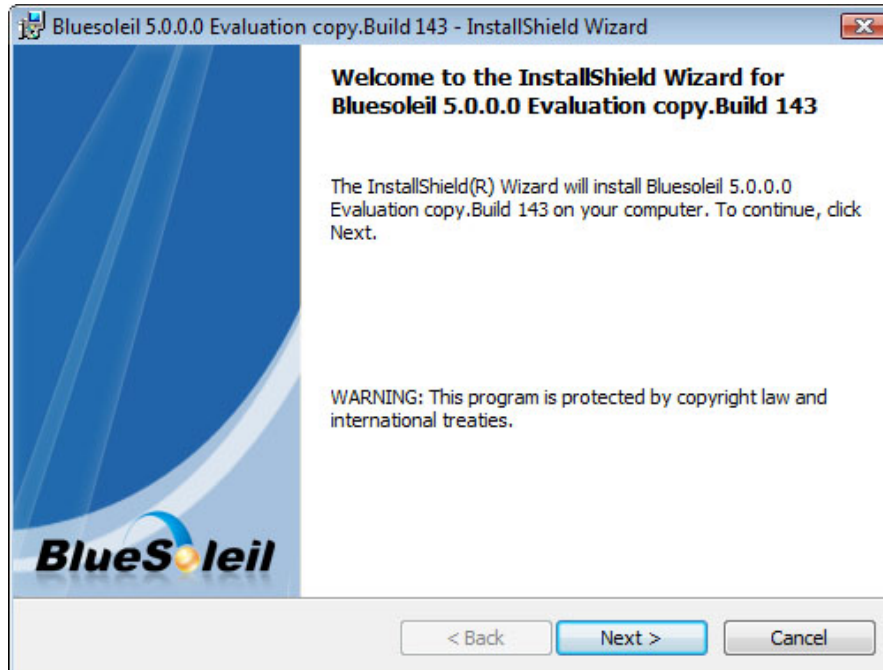 Bluesoleil 5.0.0.0 Evaluation copy.Build 143 - InstallShield Wizard
Welcome to the InstallShield Wizard for
Bluesoleil 5.0.0.0 Evaluation copy.Build 143
The InstallShield(R) Wizard will install Bluesoleil 5.0.0.0
Evaluation copy.Build 143 on your computer. To continue, click
Next.
WARNING: This program is protected by copyright law and
international treaties.
BlueSoleil
< Back
Next >
Cancel